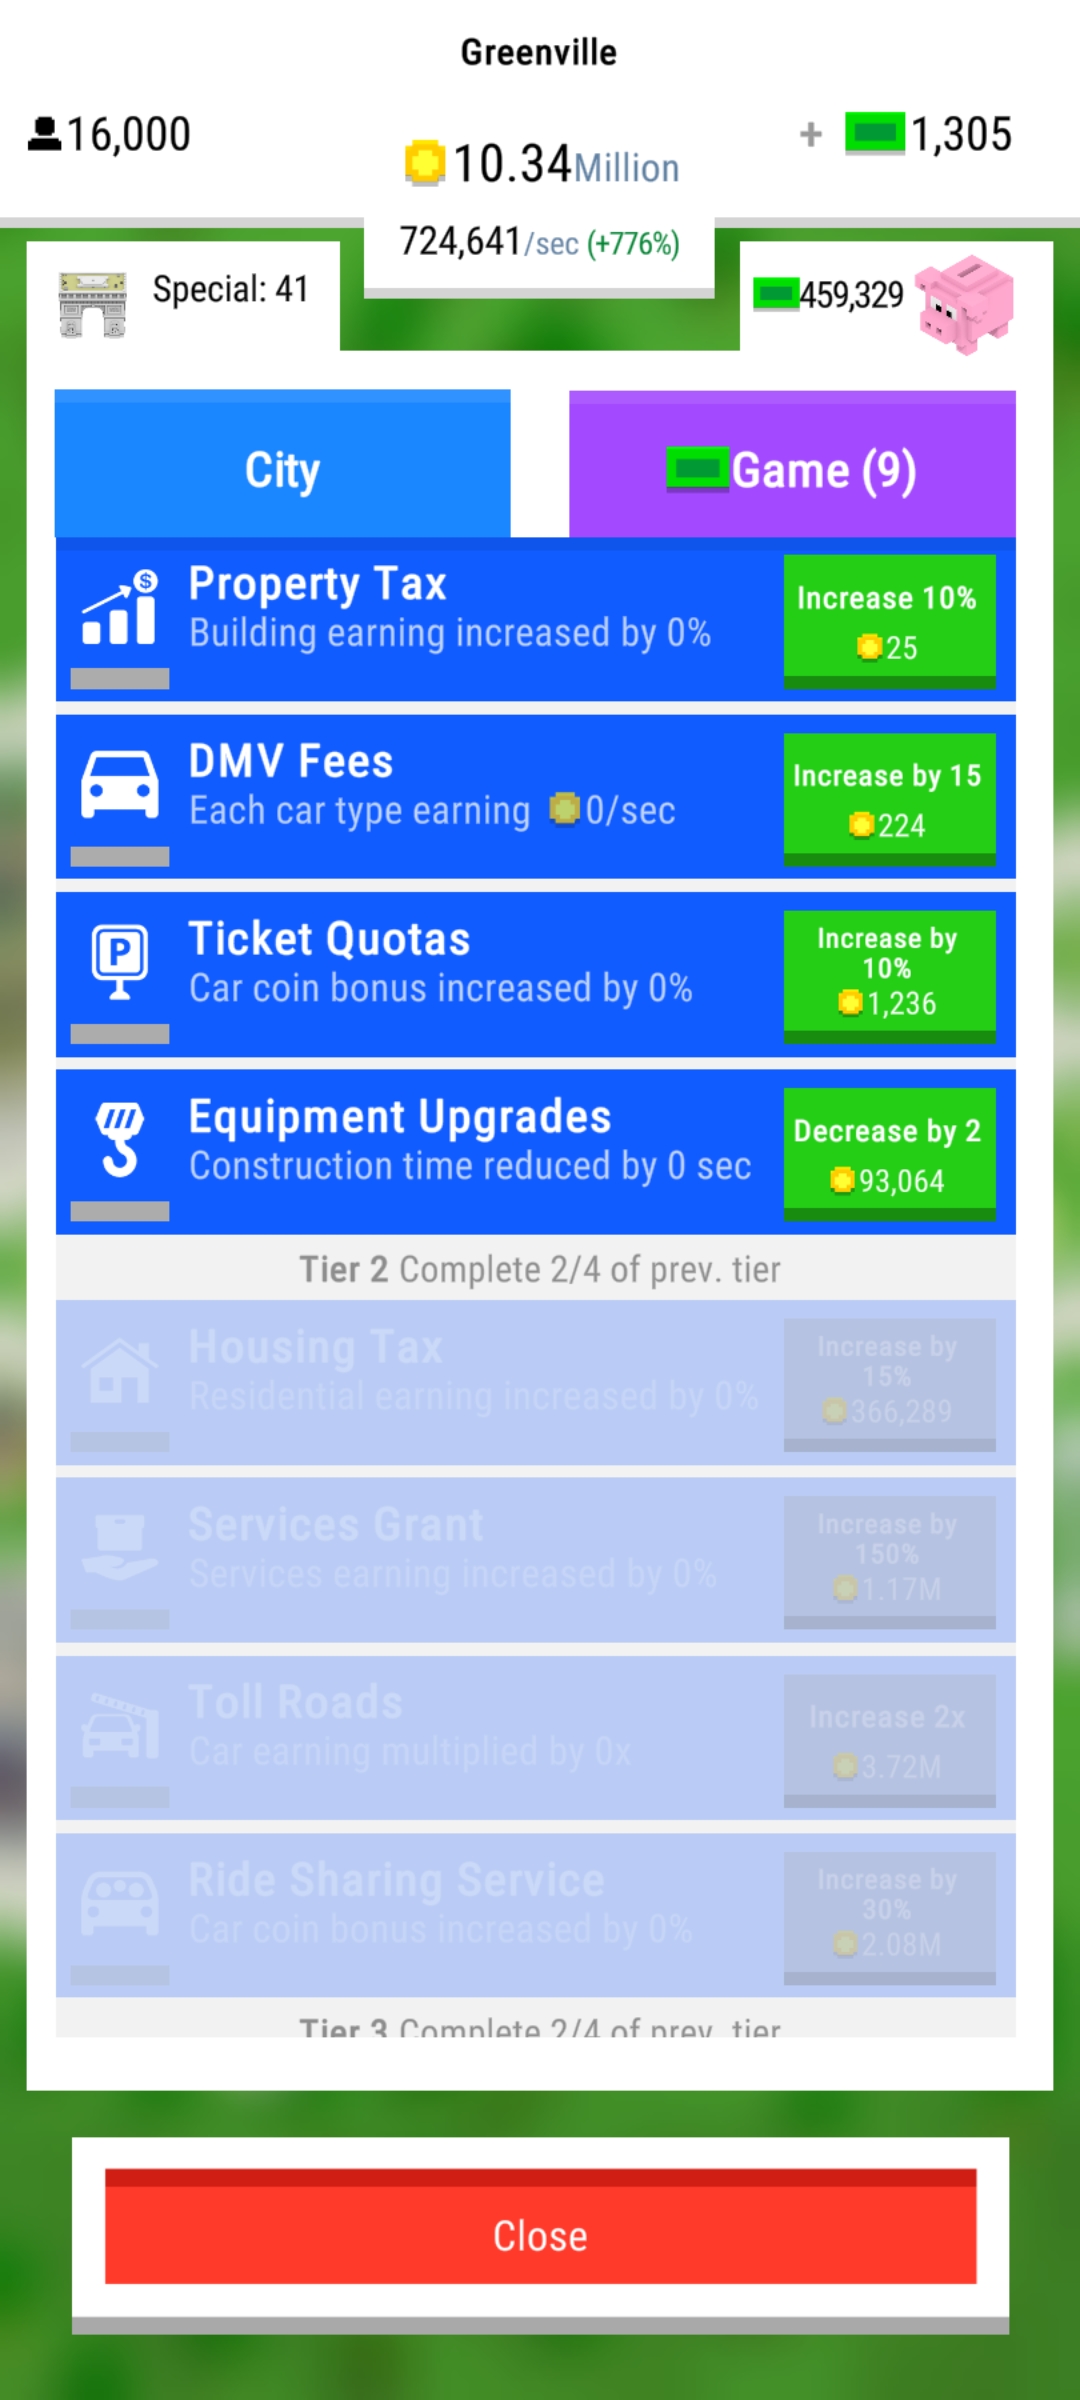 Greenville
16,000
10.34Million
+ 1,305
724,641/sec (+776%)
Special: 41
459,329
City
Game (9)
Property Tax
Building earning increased by 0%
Increase 10%
25
DMV Fees
Each car type earning 0/sec
Increase by 15
224
P
Ticket Quotas
Car coin bonus increased by 0%
Increase by
10%
1,236
Equipment Upgrades
Construction time reduced by 0 sec
Decrease by 2
93,064
Tier 2 Complete 2/4 of prev. tier
Housing Tax
Residential earning increased by 0%
Increase by
15%
366,289
Services Grant
Services earning increased by 0%
Increase by
150%
1.17M
Toll Roads
Car earning multiplied by 0x
Increase 2x
3.72M
Ride Sharing Service
Car coin bonus increased by 0%
Increase by
30%
2.08M
Tier 3 Complete 2/4 of prev. tier
Close